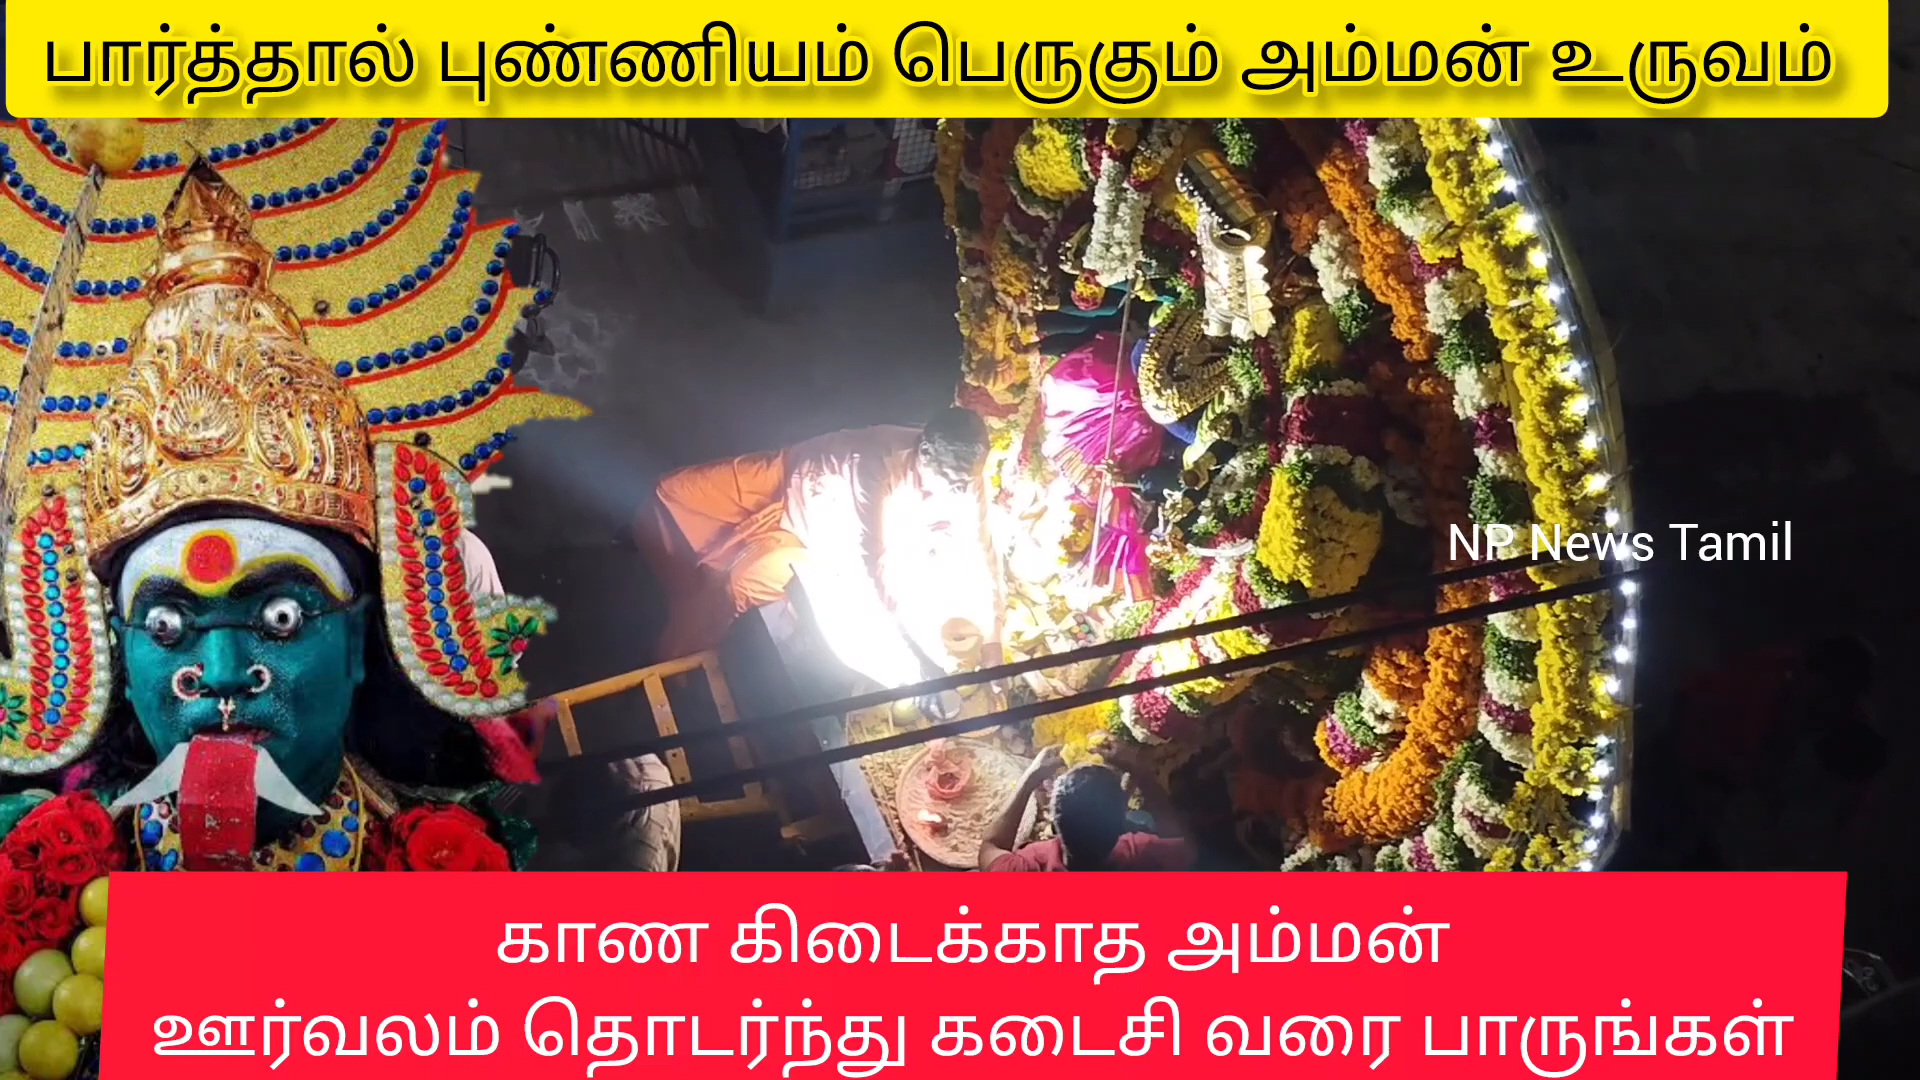 பார்த்தால் புண்ணியம் பெருகும் அம்மன் உருவம்
NP News Tamil
காண கிடைக்காத அம்மன்
ஊர்வலம் தொடர்ந்து கடைசி வரை பாருங்கள்